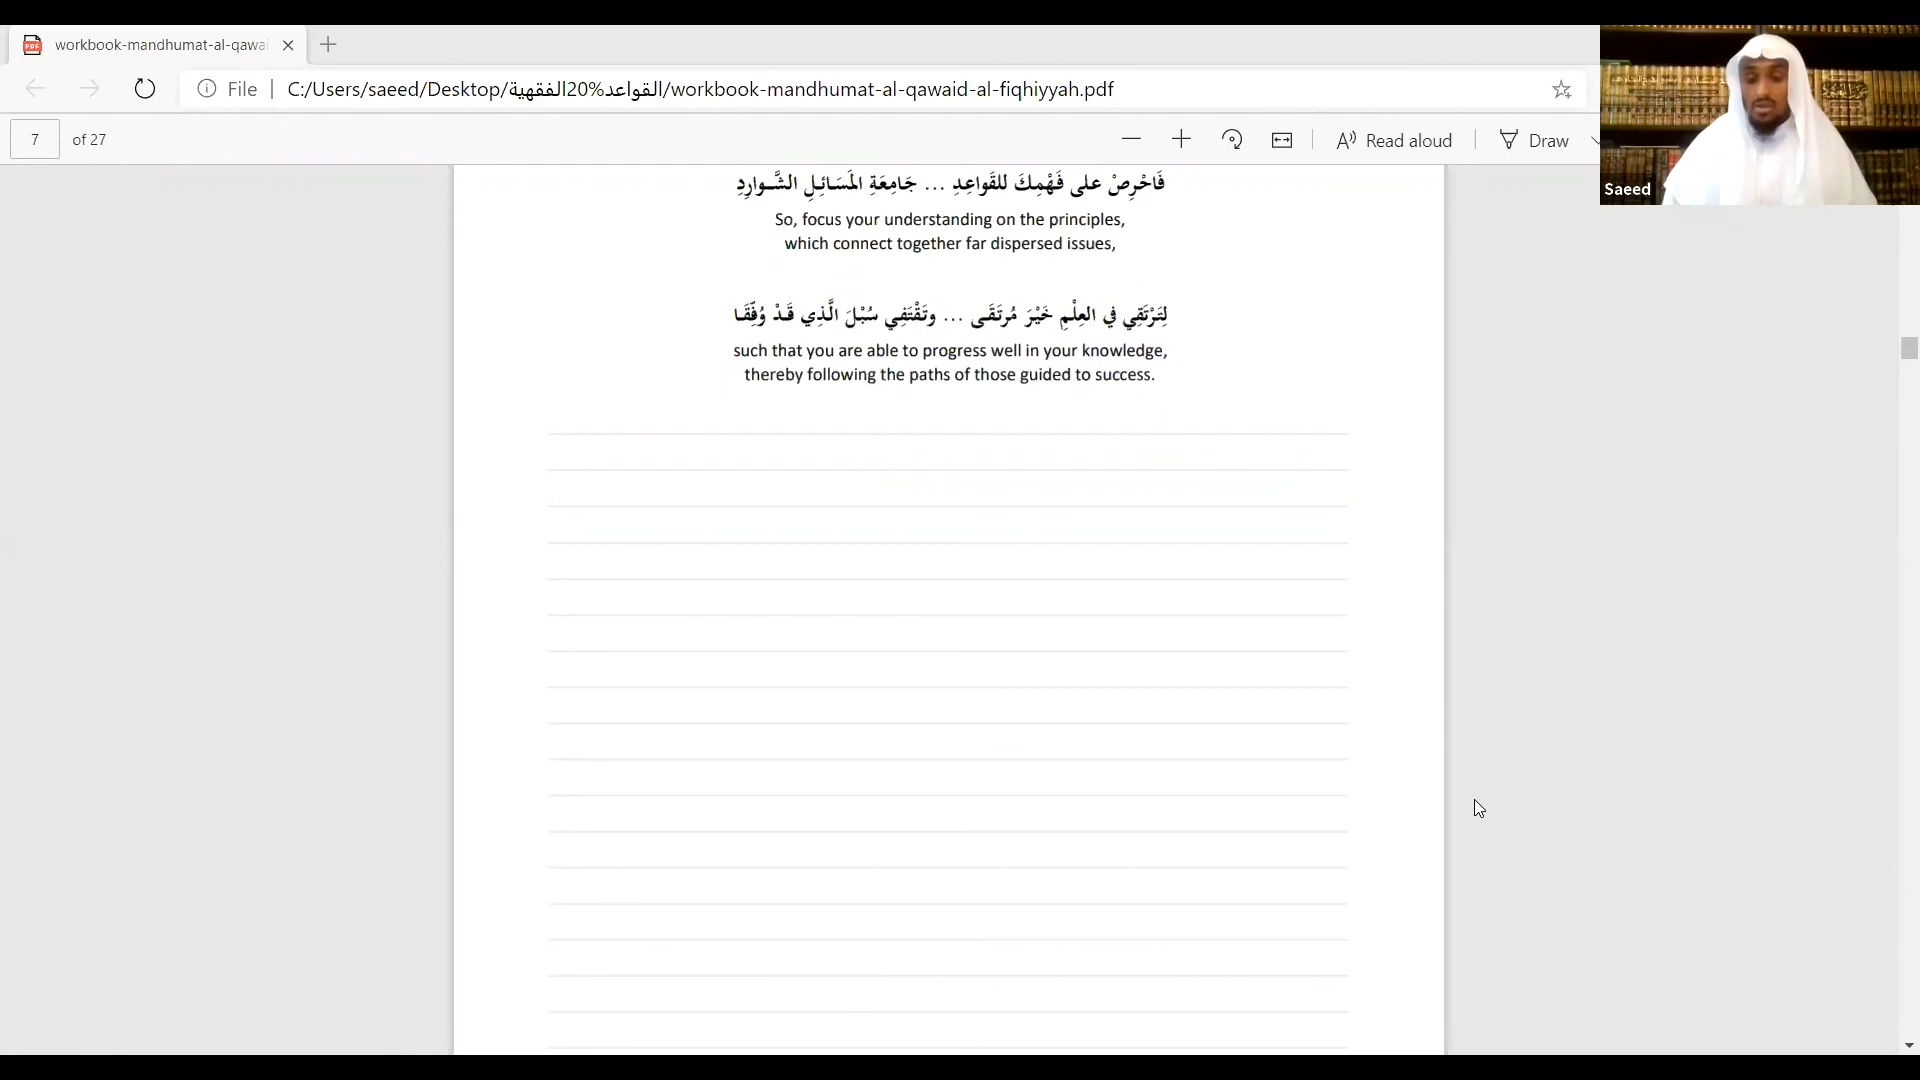 workbook-mandhumat-al-qawai
File
C:/Users/saeed/Desktop/القواعد%20الفقهية/workbook-mandhumat-al-qawaid-al-fiqhiyyah.pdf
7 of 27
Read aloud
Draw
Saeed
فَاحْرِصْ على فَهْمِكَ للقَواعِدِ ... جَامِعَةِ المَسَائِلِ الشَّوارِدِ
So, focus your understanding on the principles,
which connect together far dispersed issues,
لِتَرْتَقِي في العِلْمِ خَيْرَ مُرتَقَى ... وتَقْتَفِي سُبْلَ الَّذِي قَدْ وُفِّقَا
such that you are able to progress well in your knowledge,
thereby following the paths of those guided to success.